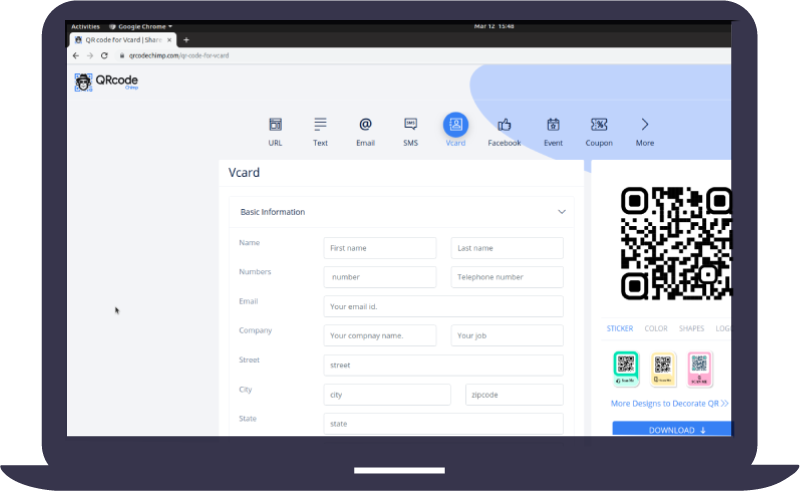 Activities Google Chrome Mar 12 15:48
QR code for Vcard | Share
qrcodechimp.com/qr-code-for-vcard
QRcode
Chimp
URL Text Email SMS Vcard Facebook Event Coupon More
Vcard
Basic Information
Name First name Last name
Numbers number Telephone number
Email Your email id.
Company Your compnay name. Your job
Street street
City city zipcode
State state
STICKER COLOR SHAPES LOG
More Designs to Decorate QR
DOWNLOAD